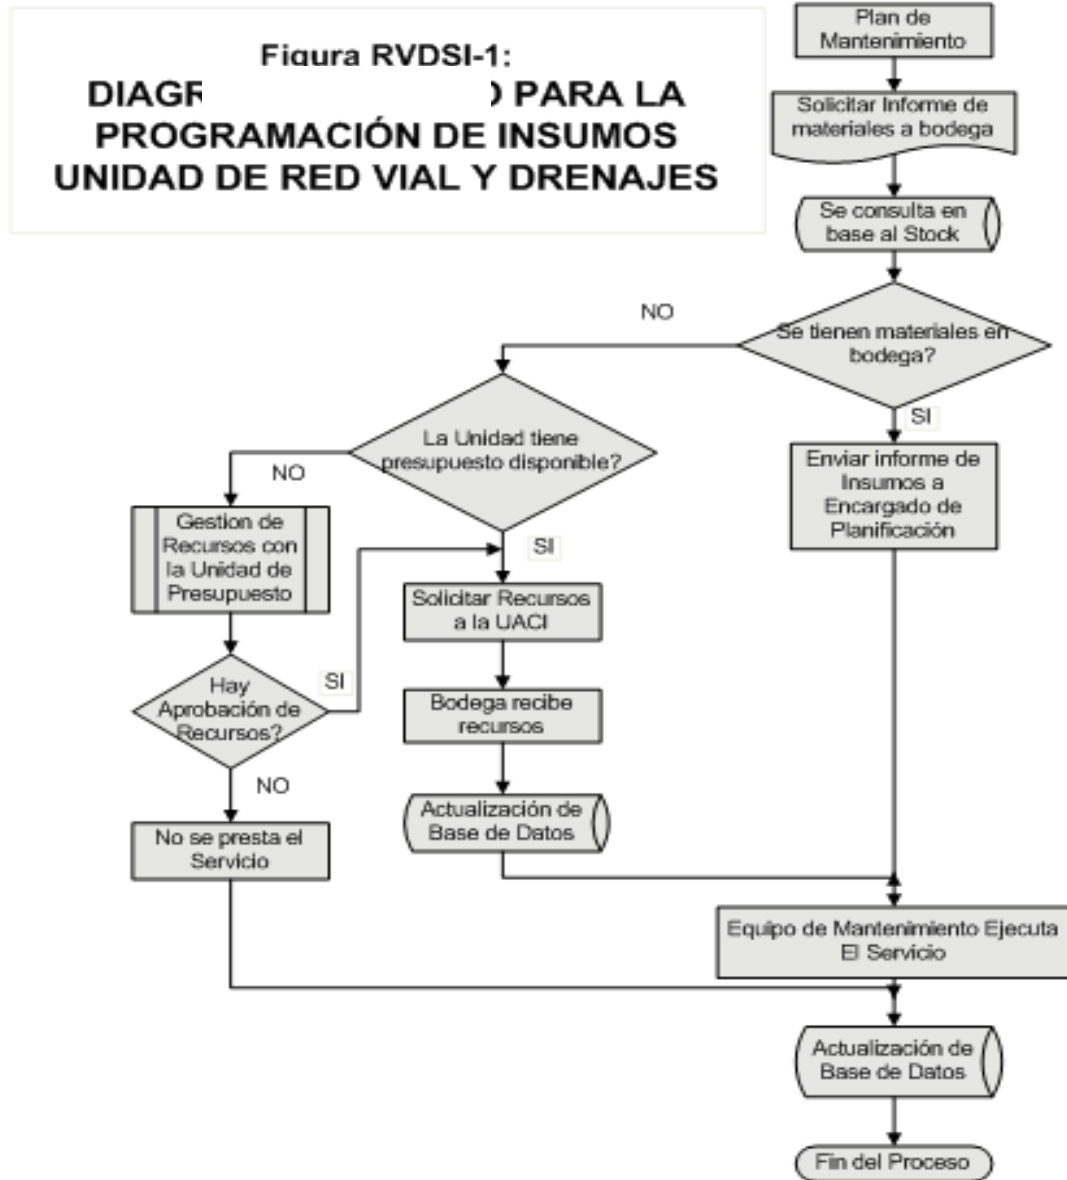 Figura RVDSI-1:
DIAGR O PARA LA
PROGRAMACIÓN DE INSUMOS
UNIDAD DE RED VIAL Y DRENAJES
Plan de
Mantenimiento
Solicitar Informe de
materiales a bodega
Se consulta en
base al Stock
Se tienen materiales en
bodega?
NO
SI
La Unidad tiene
presupuesto disponible?
NO
SI
Enviar informe de
Insumos a
Encargado de
Planificación
Gestion de
Recursos con
la Unidad de
Presupuesto
Solicitar Recursos
a la UACI
Hay
Aprobación de
Recursos?
SI
NO
Bodega recibe
recursos
Actualización de
Base de Datos
No se presta el
Servicio
Equipo de Mantenimiento Ejecuta
El Servicio
Actualización de
Base de Datos
Fin del Proceso